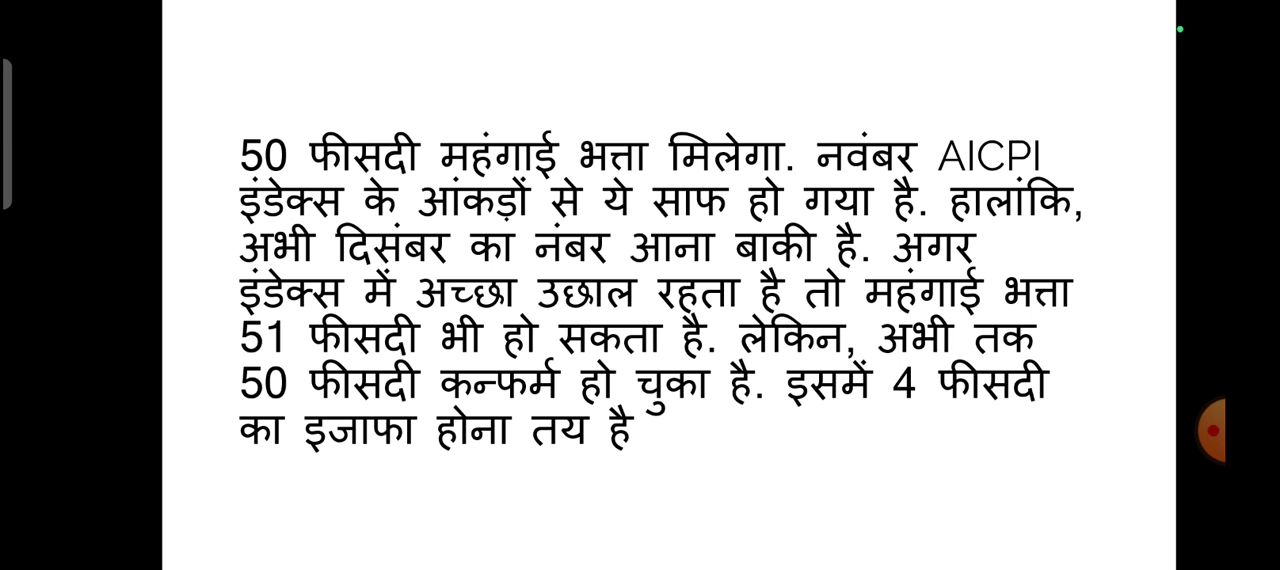 50 फीसदी महंगाई भत्ता मिलेगा. नवंबर AICPI
इंडेक्स के आंकड़ों से ये साफ हो गया है. हालांकि,
अभी दिसंबर का नंबर आना बाकी है. अगर
इंडेक्स में अच्छा उछाल रहता है तो महंगाई भत्ता
51 फीसदी भी हो सकता है. लेकिन, अभी तक
50 फीसदी कन्फर्म हो चुका है. इसमें 4 फीसदी
का इजाफा होना तय है